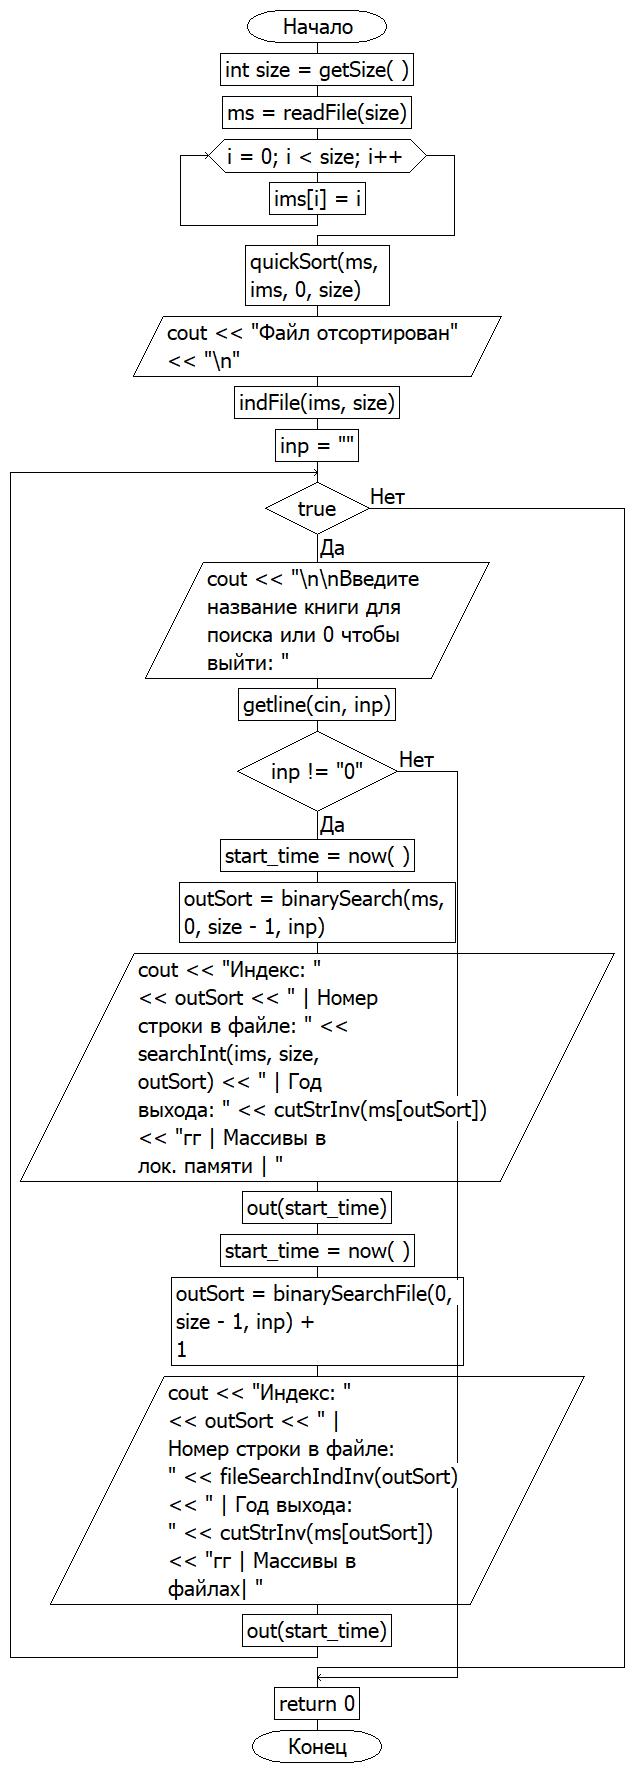 Начало
int size = getSize( )
ms = readFile(size)
i = 0; i < size; i++
ims[i] = i
quickSort(ms,
ims, 0, size)
cout << "Файл отсортирован"
<< "\n"
indFile(ims, size)
inp = ""
true
Нет
Да
cout << "\n\nВведите
название книги для
поиска или 0 чтобы
выйти: "
getline(cin, inp)
inp != "0"
Нет
Да
start_time = now( )
outSort = binarySearch(ms,
0, size - 1, inp)
cout << "Индекс: "
<< outSort << " | Номер
строки в файле: " <<
searchInt(ims, size,
outSort) << " | Год
выхода: " << cutStrInv(ms[outSort])
<< "гг | Массивы в
лок. памяти | "
out(start_time)
start_time = now( )
outSort = binarySearchFile(0,
size - 1, inp) +
1
cout << "Индекс: "
<< outSort << " |
Номер строки в файле:
" << fileSearchIndInv(outSort)
<< " | Год выхода:
" << cutStrInv(ms[outSort])
<< "гг | Массивы в
файлах| "
out(start_time)
return 0
Конец